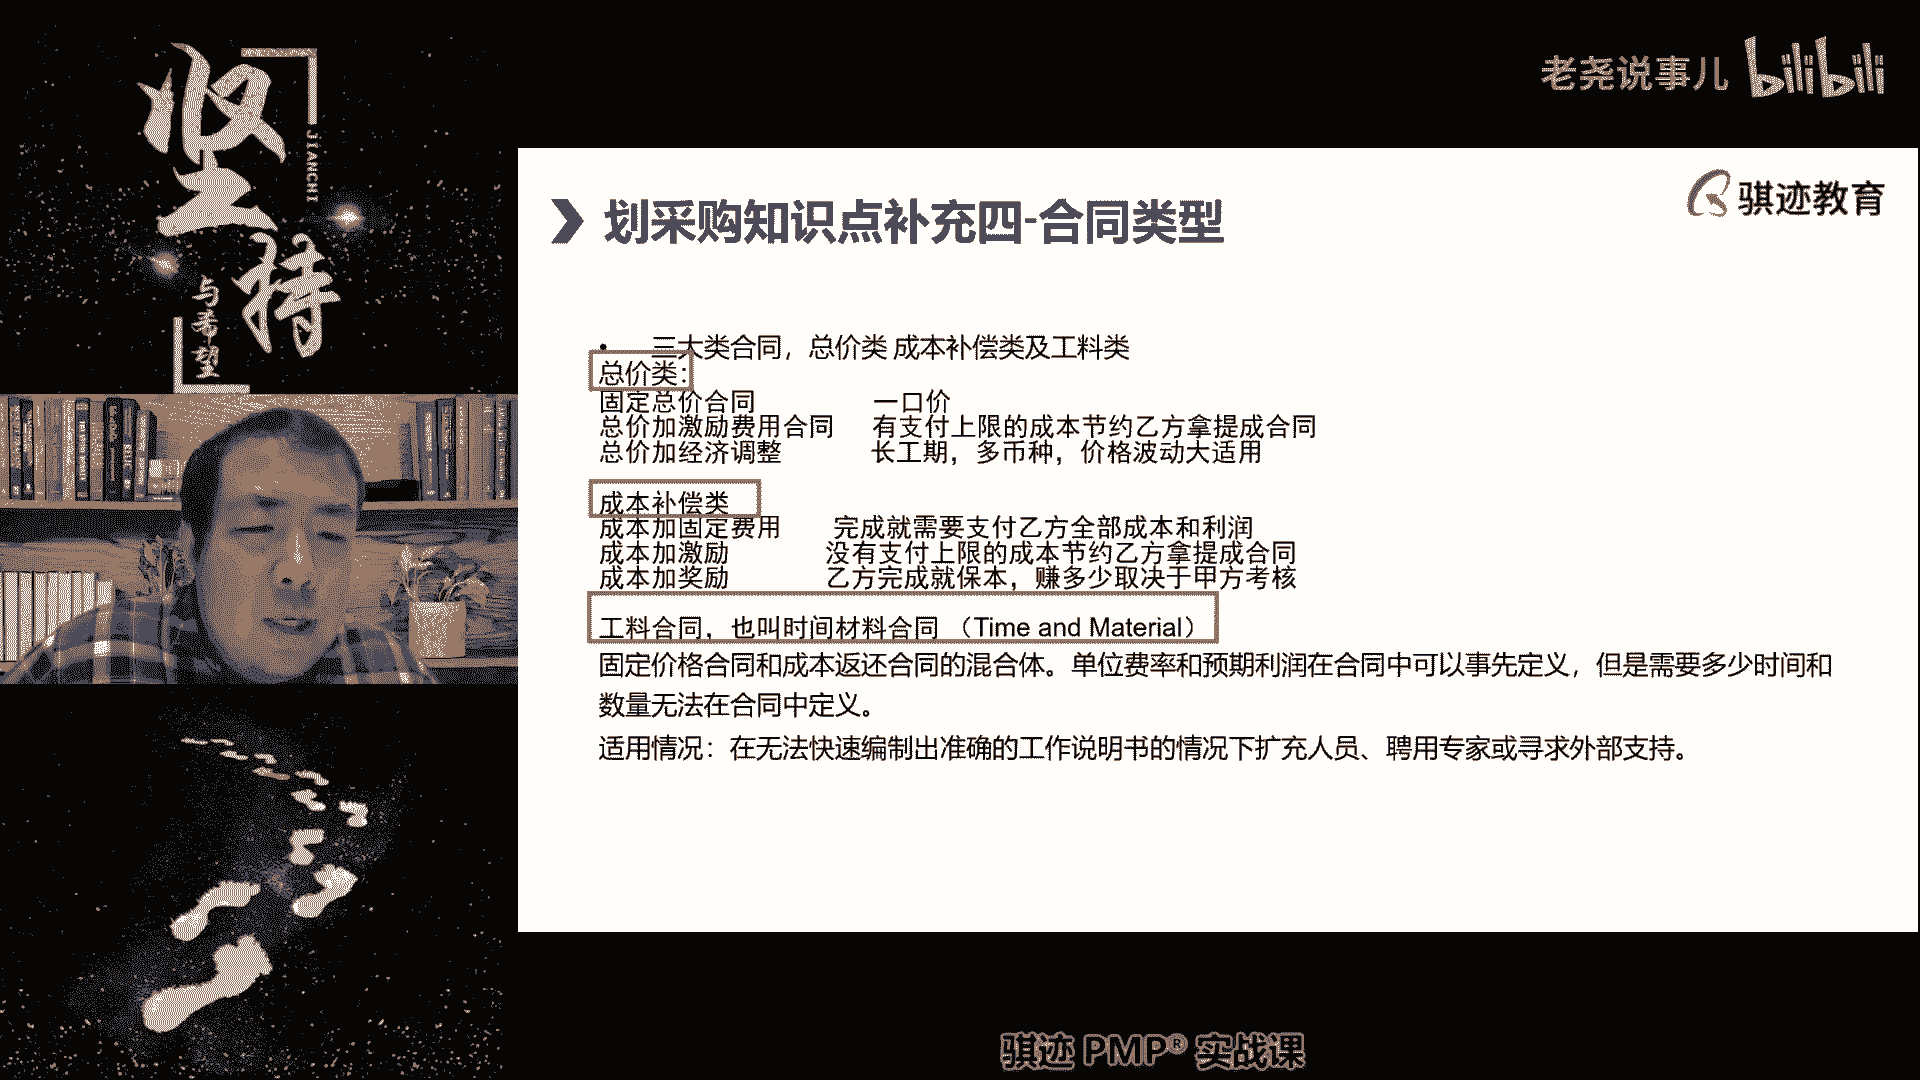 坚持
JIANCHI
与希望
老尧说事儿 bilibili
骐迹教育
划采购知识点补充四-合同类型
• 三大类合同，总价类 成本补偿类及工料类
总价类：
固定总价合同 一口价
总价加激励费用合同 有支付上限的成本节约乙方拿提成合同
总价加经济调整 长工期，多币种，价格波动大适用
成本补偿类
成本加固定费用 完成就需要支付乙方全部成本和利润
成本加激励 没有支付上限的成本节约乙方拿提成合同
成本加奖励 乙方完成就保本，赚多少取决于甲方考核
工料合同，也叫时间材料合同 （Time and Material）
固定价格合同和成本返还合同的混合体。单位费率和预期利润在合同中可以事先定义，但是需要多少时间和
数量无法在合同中定义。
适用情况：在无法快速编制出准确的工作说明书的情况下扩充人员、聘用专家或寻求外部支持。
骐迹 PMP® 实战课